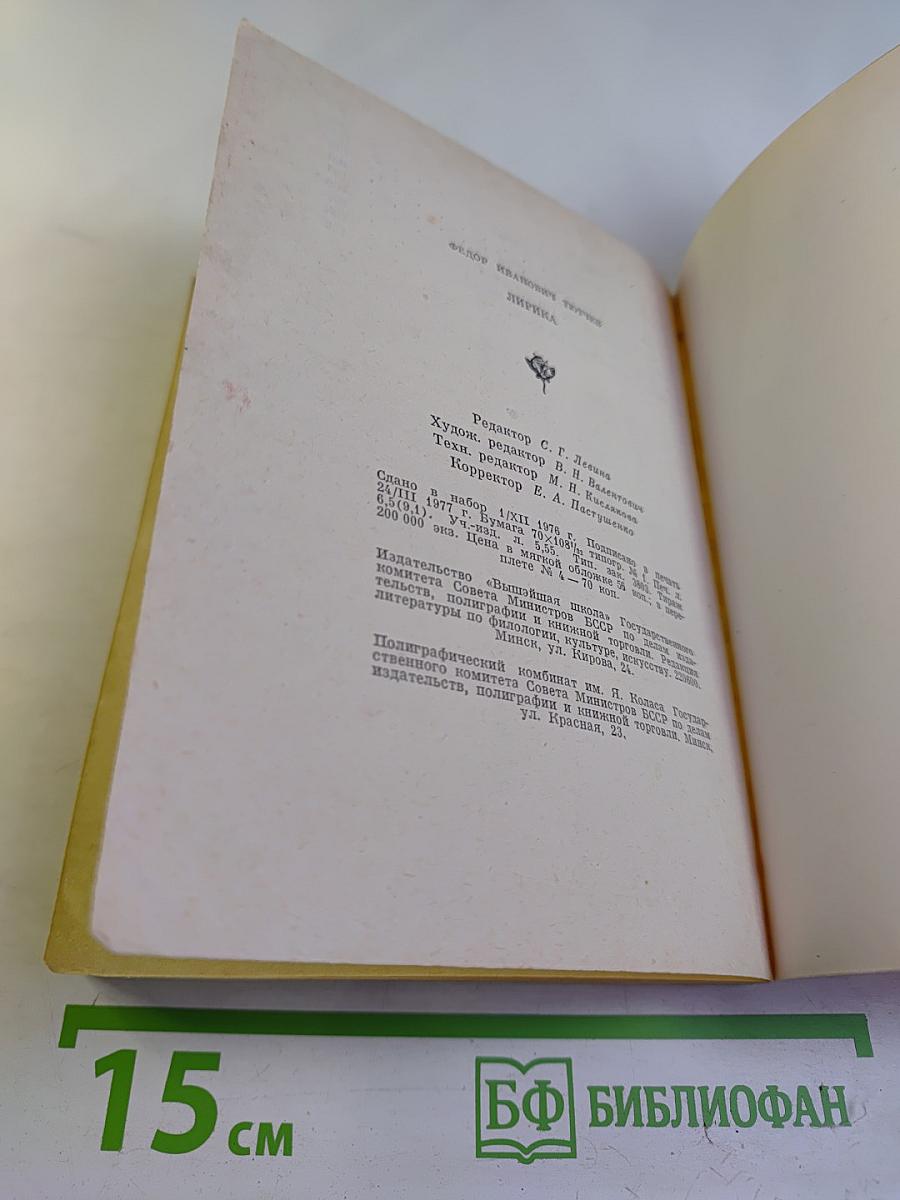 ФЕДОР ИВАНОВИЧ ТЮТЧЕВ
ЛИРИКА
Редактор С. Г. Левина
Худож. редактор В. Н. Валентович
Техн. редактор М. Н. Кислякова
Корректор Е. А. Пастушенко
Сдано в набор 1/XII 1976 г. Подписано в печать
24/III 1977 г. Бумага 70×108 1/32 типогр. № 1. Печ. л.
6,5(9,1). Уч.-изд. л. 5,55. Тип. зак. Тираж
200 000 экз. Цена в мягкой обложке 56 коп.; в пере-
плете № 4 — 70 коп.
Издательство «Вышэйшая школа» Государственного
комитета Совета Министров БССР по делам изда-
тельств, полиграфии и книжной торговли. Редакция
литературы по филологии, культуре, искусству. 220600.
Минск, ул. Кирова, 24.
Полиграфический комбинат им. Я. Коласа Государ-
ственного комитета Совета Министров БССР по делам
издательств, полиграфии и книжной торговли. Минск,
ул. Красная, 23.
15 см
БФ БИБЛИОФАН